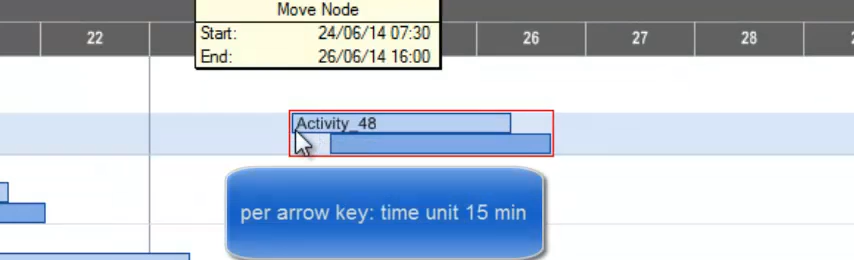 Move Node
Start: 24/06/14 07:30
End: 26/06/14 16:00
22 26 27 28
Activity_48
per arrow key: time unit 15 min